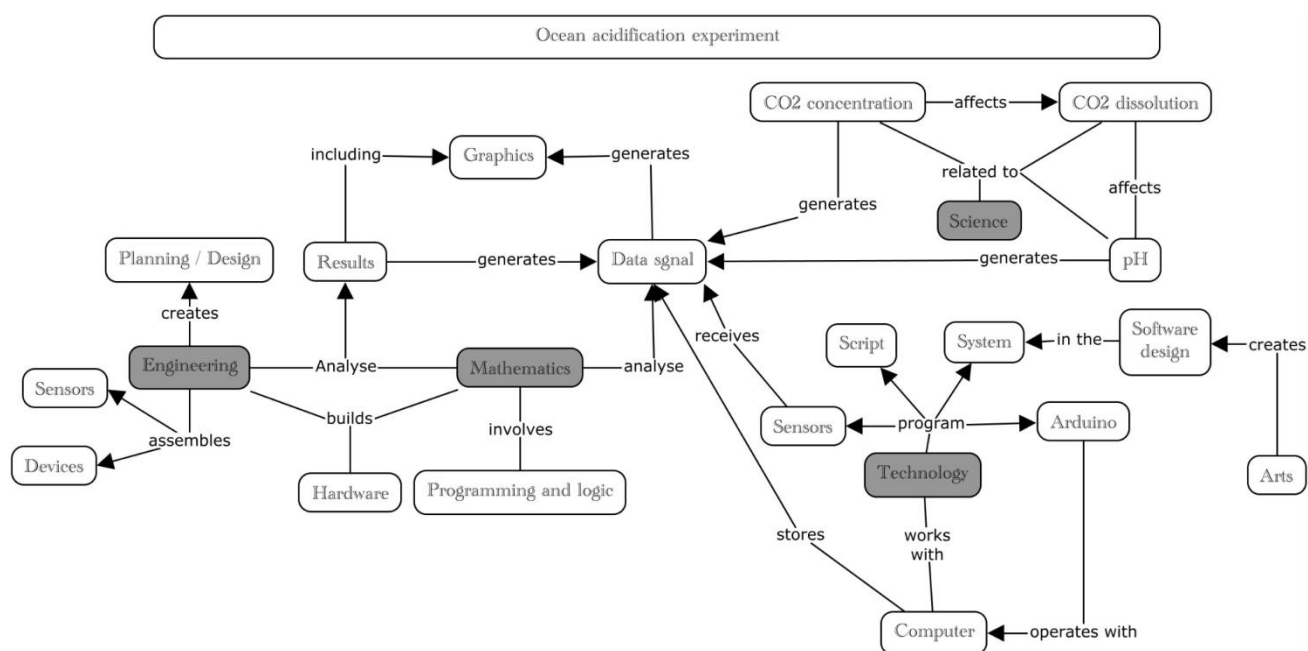 Ocean acidification experiment
CO2 concentration
affects
CO2 dissolution
including
Graphics
generates
related to
affects
generates
Science
Planning / Design
Results
generates
Data sgnal
generates
pH
creates
receives
Script
System
in the
Software
design
creates
Engineering
Analyse
Mathematics
analyse
Sensors
builds
Sensors
program
Arduino
assembles
involves
Devices
Hardware
Programming and logic
Technology
Arts
stores
works
with
Computer
operates with